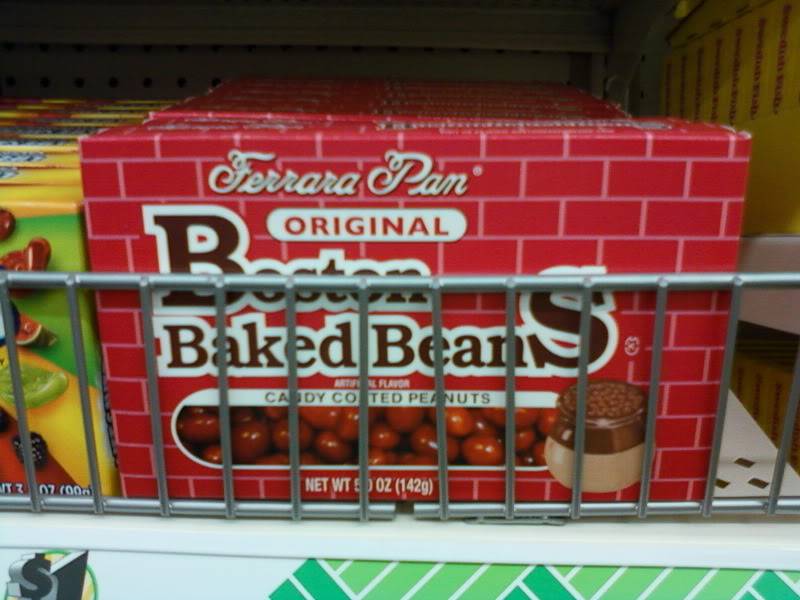 Ferrara Pan®
ORIGINAL
Boston
Baked BeanS
ARTIFICIAL FLAVOR
CANDY COATED PEANUTS
NET WT 5.0 OZ (142g)
$1